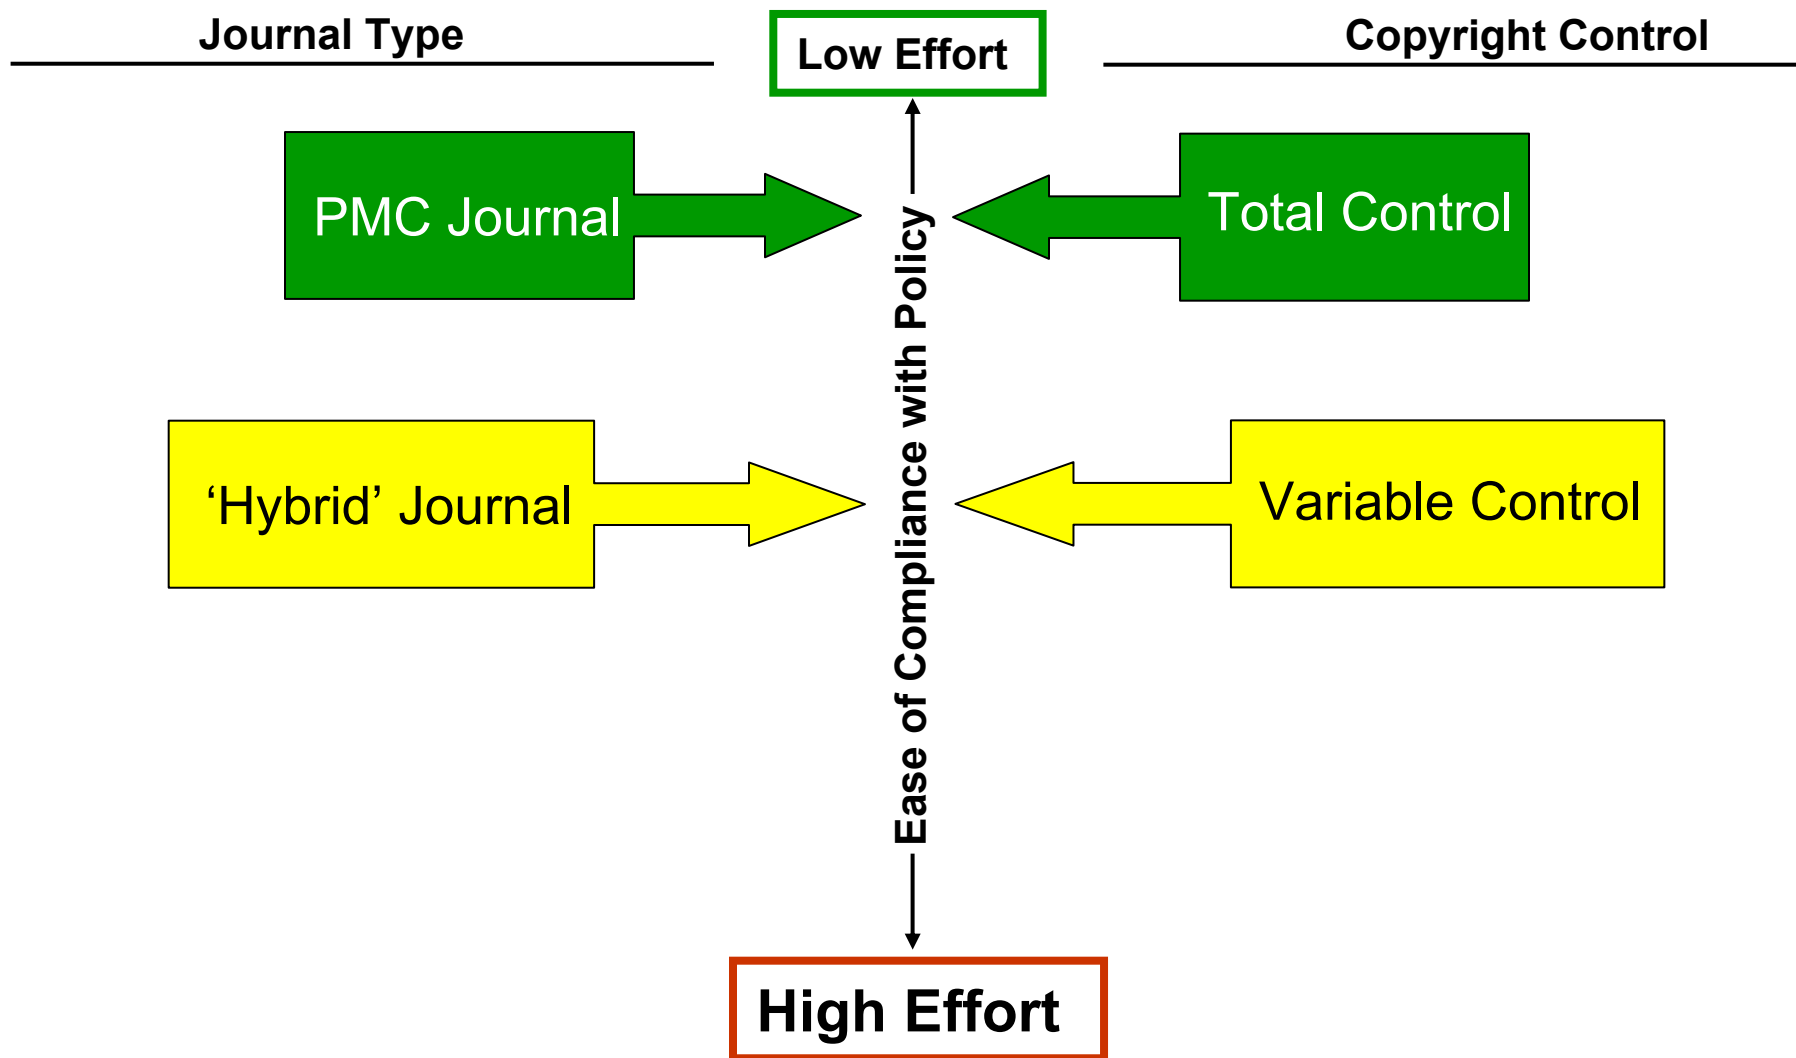 Journal Type
Low Effort
Copyright Control
PMC Journal
Total Control
Ease of Compliance with Policy
‘Hybrid’ Journal
Variable Control
High Effort